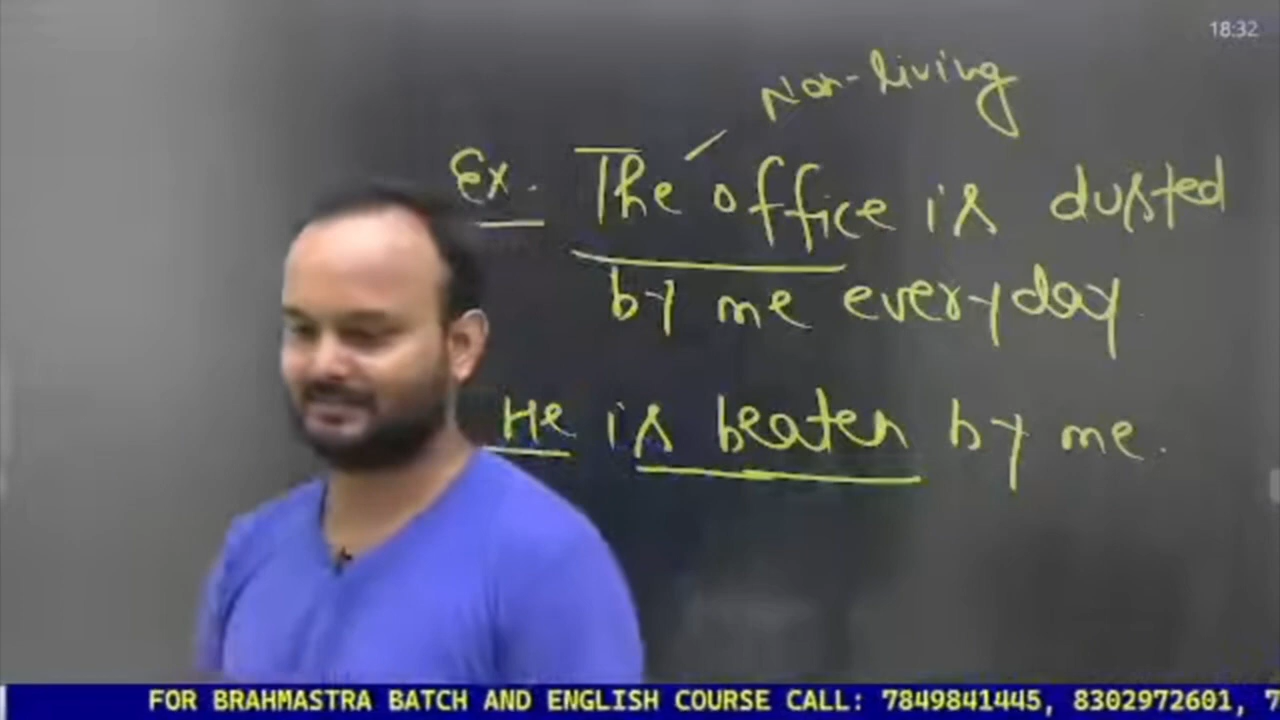 18:32
Non-living
Ex. The office is dusted
by me everyday.
He is beaten by me.
FOR BRAHMASTRA BATCH AND ENGLISH COURSE CALL: 7849841445, 8302972601, 7